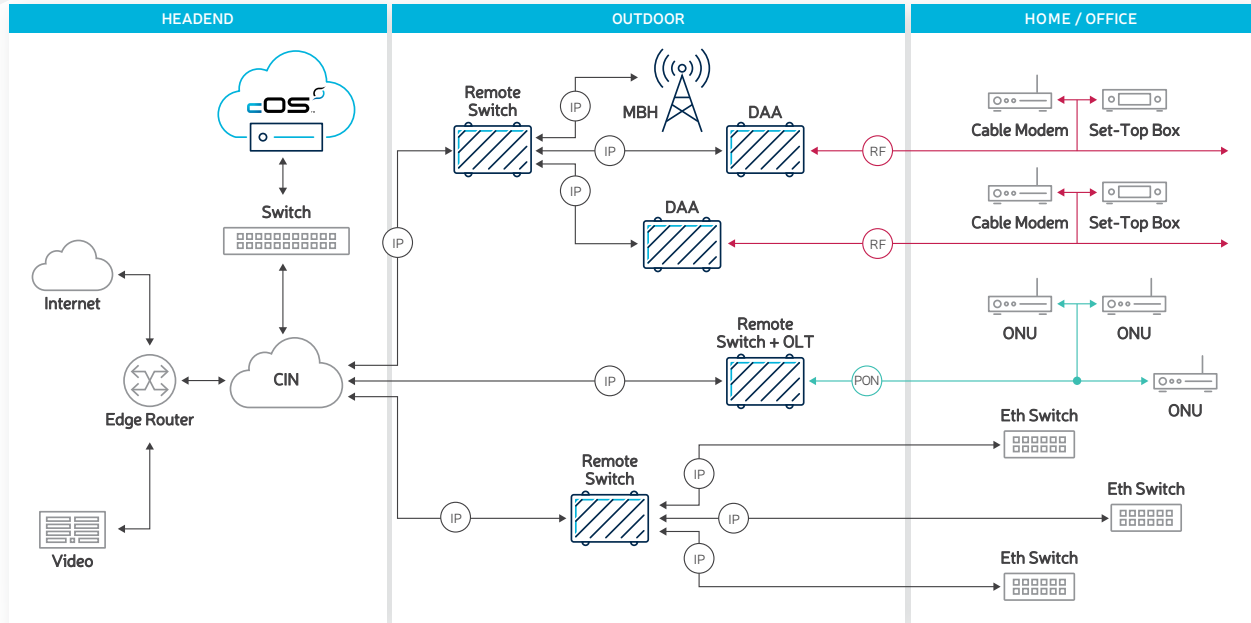 HEADEND
OUTDOOR
HOME / OFFICE
cOS™
Switch
Internet
CIN
Edge Router
Video
IP
Remote
Switch
IP
MBH
IP
DAA
RF
IP
DAA
RF
Cable Modem
Set-Top Box
Cable Modem
Set-Top Box
IP
Remote
Switch + OLT
PON
ONU
ONU
ONU
IP
Remote
Switch
IP
Eth Switch
IP
Eth Switch
IP
Eth Switch